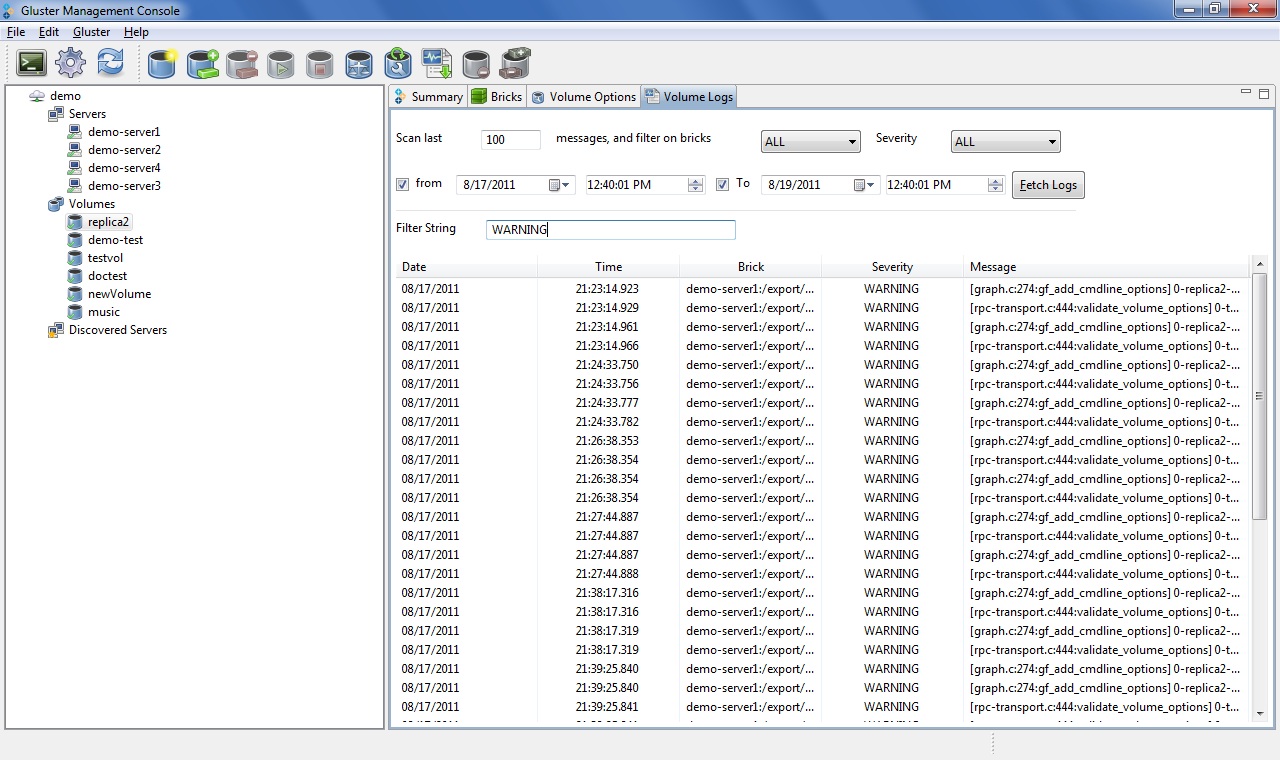 Gluster Management Console
File Edit Gluster Help
demo
Servers
demo-server1
demo-server2
demo-server4
demo-server3
Volumes
replica2
demo-test
testvol
doctest
newVolume
music
Discovered Servers
Summary Bricks Volume Options Volume Logs
Scan last 100 messages, and filter on bricks ALL Severity ALL
from 8/17/2011 12:40:01 PM To 8/19/2011 12:40:01 PM Fetch Logs
Filter String WARNING
Date Time Brick Severity Message
08/17/2011 21:23:14.923 demo-server1:/export/... WARNING [graph.c:274:gf_add_cmdline_options] 0-replica2-...
08/17/2011 21:23:14.929 demo-server1:/export/... WARNING [rpc-transport.c:444:validate_volume_options] 0-t...
08/17/2011 21:23:14.961 demo-server1:/export/... WARNING [graph.c:274:gf_add_cmdline_options] 0-replica2-...
08/17/2011 21:23:14.966 demo-server1:/export/... WARNING [rpc-transport.c:444:validate_volume_options] 0-t...
08/17/2011 21:24:33.750 demo-server1:/export/... WARNING [graph.c:274:gf_add_cmdline_options] 0-replica2-...
08/17/2011 21:24:33.756 demo-server1:/export/... WARNING [rpc-transport.c:444:validate_volume_options] 0-t...
08/17/2011 21:24:33.777 demo-server1:/export/... WARNING [graph.c:274:gf_add_cmdline_options] 0-replica2-...
08/17/2011 21:24:33.782 demo-server1:/export/... WARNING [rpc-transport.c:444:validate_volume_options] 0-t...
08/17/2011 21:26:38.353 demo-server1:/export/... WARNING [graph.c:274:gf_add_cmdline_options] 0-replica2-...
08/17/2011 21:26:38.354 demo-server1:/export/... WARNING [rpc-transport.c:444:validate_volume_options] 0-t...
08/17/2011 21:26:38.354 demo-server1:/export/... WARNING [graph.c:274:gf_add_cmdline_options] 0-replica2-...
08/17/2011 21:26:38.354 demo-server1:/export/... WARNING [rpc-transport.c:444:validate_volume_options] 0-t...
08/17/2011 21:27:44.887 demo-server1:/export/... WARNING [graph.c:274:gf_add_cmdline_options] 0-replica2-...
08/17/2011 21:27:44.887 demo-server1:/export/... WARNING [rpc-transport.c:444:validate_volume_options] 0-t...
08/17/2011 21:27:44.887 demo-server1:/export/... WARNING [graph.c:274:gf_add_cmdline_options] 0-replica2-...
08/17/2011 21:27:44.888 demo-server1:/export/... WARNING [rpc-transport.c:444:validate_volume_options] 0-t...
08/17/2011 21:38:17.316 demo-server1:/export/... WARNING [graph.c:274:gf_add_cmdline_options] 0-replica2-...
08/17/2011 21:38:17.316 demo-server1:/export/... WARNING [rpc-transport.c:444:validate_volume_options] 0-t...
08/17/2011 21:38:17.319 demo-server1:/export/... WARNING [graph.c:274:gf_add_cmdline_options] 0-replica2-...
08/17/2011 21:38:17.319 demo-server1:/export/... WARNING [rpc-transport.c:444:validate_volume_options] 0-t...
08/17/2011 21:39:25.840 demo-server1:/export/... WARNING [graph.c:274:gf_add_cmdline_options] 0-replica2-...
08/17/2011 21:39:25.840 demo-server1:/export/... WARNING [graph.c:274:gf_add_cmdline_options] 0-replica2-...
08/17/2011 21:39:25.841 demo-server1:/export/... WARNING [rpc-transport.c:444:validate_volume_options] 0-t...